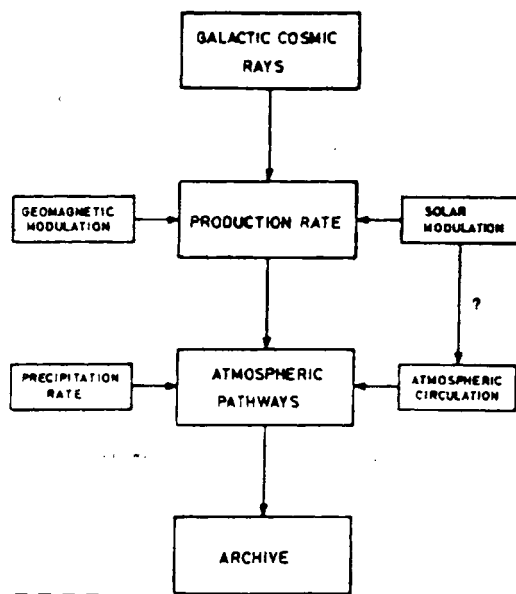 GALACTIC COSMIC
RAYS
GEOMAGNETIC
MODULATION
PRODUCTION RATE
SOLAR
MODULATION
?
PRECIPITATION
RATE
ATMOSPHERIC
PATHWAYS
ATMOSPHERIC
CIRCULATION
ARCHIVE